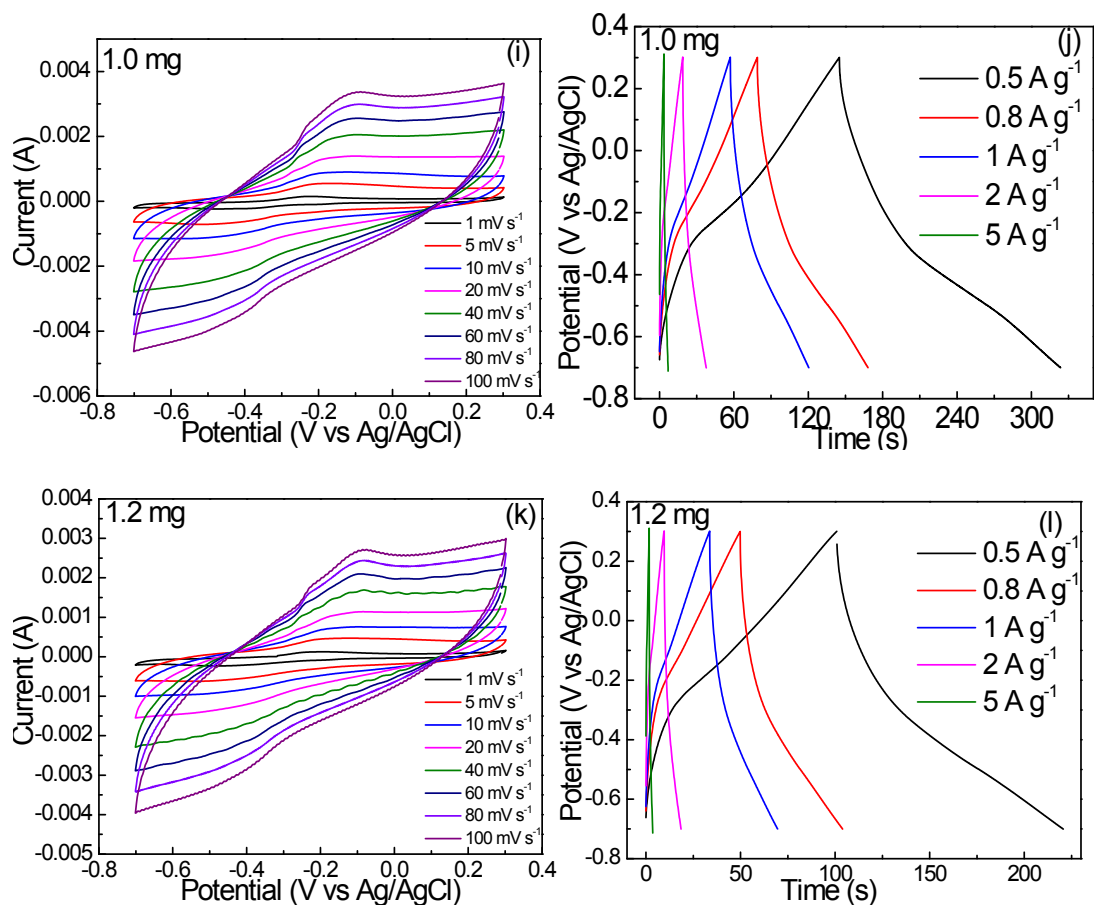 1.0 mg
(i)
0.004
0.002
0.000
-0.002
-0.004
-0.006
Current (A)
1 mV s⁻¹
5 mV s⁻¹
10 mV s⁻¹
20 mV s⁻¹
40 mV s⁻¹
60 mV s⁻¹
80 mV s⁻¹
100 mV s⁻¹
-0.8 -0.6 -0.4 -0.2 0.0 0.2 0.4
Potential (V vs Ag/AgCl)
1.0 mg
(j)
0.4
0.2
0.0
-0.2
-0.4
-0.6
-0.8
Potential (V vs Ag/AgCl)
0.5 A g⁻¹
0.8 A g⁻¹
1 A g⁻¹
2 A g⁻¹
5 A g⁻¹
0 60 120 180 240 300
Time (s)
1.2 mg
(k)
0.004
0.003
0.002
0.001
0.000
-0.001
-0.002
-0.003
-0.004
-0.005
Current (A)
1 mV s⁻¹
5 mV s⁻¹
10 mV s⁻¹
20 mV s⁻¹
40 mV s⁻¹
60 mV s⁻¹
80 mV s⁻¹
100 mV s⁻¹
-0.8 -0.6 -0.4 -0.2 0.0 0.2 0.4
Potential (V vs Ag/AgCl)
1.2 mg
(l)
0.4
0.2
0.0
-0.2
-0.4
-0.6
-0.8
Potential (V vs Ag/AgCl)
0.5 A g⁻¹
0.8 A g⁻¹
1 A g⁻¹
2 A g⁻¹
5 A g⁻¹
0 50 100 150 200
Time (s)